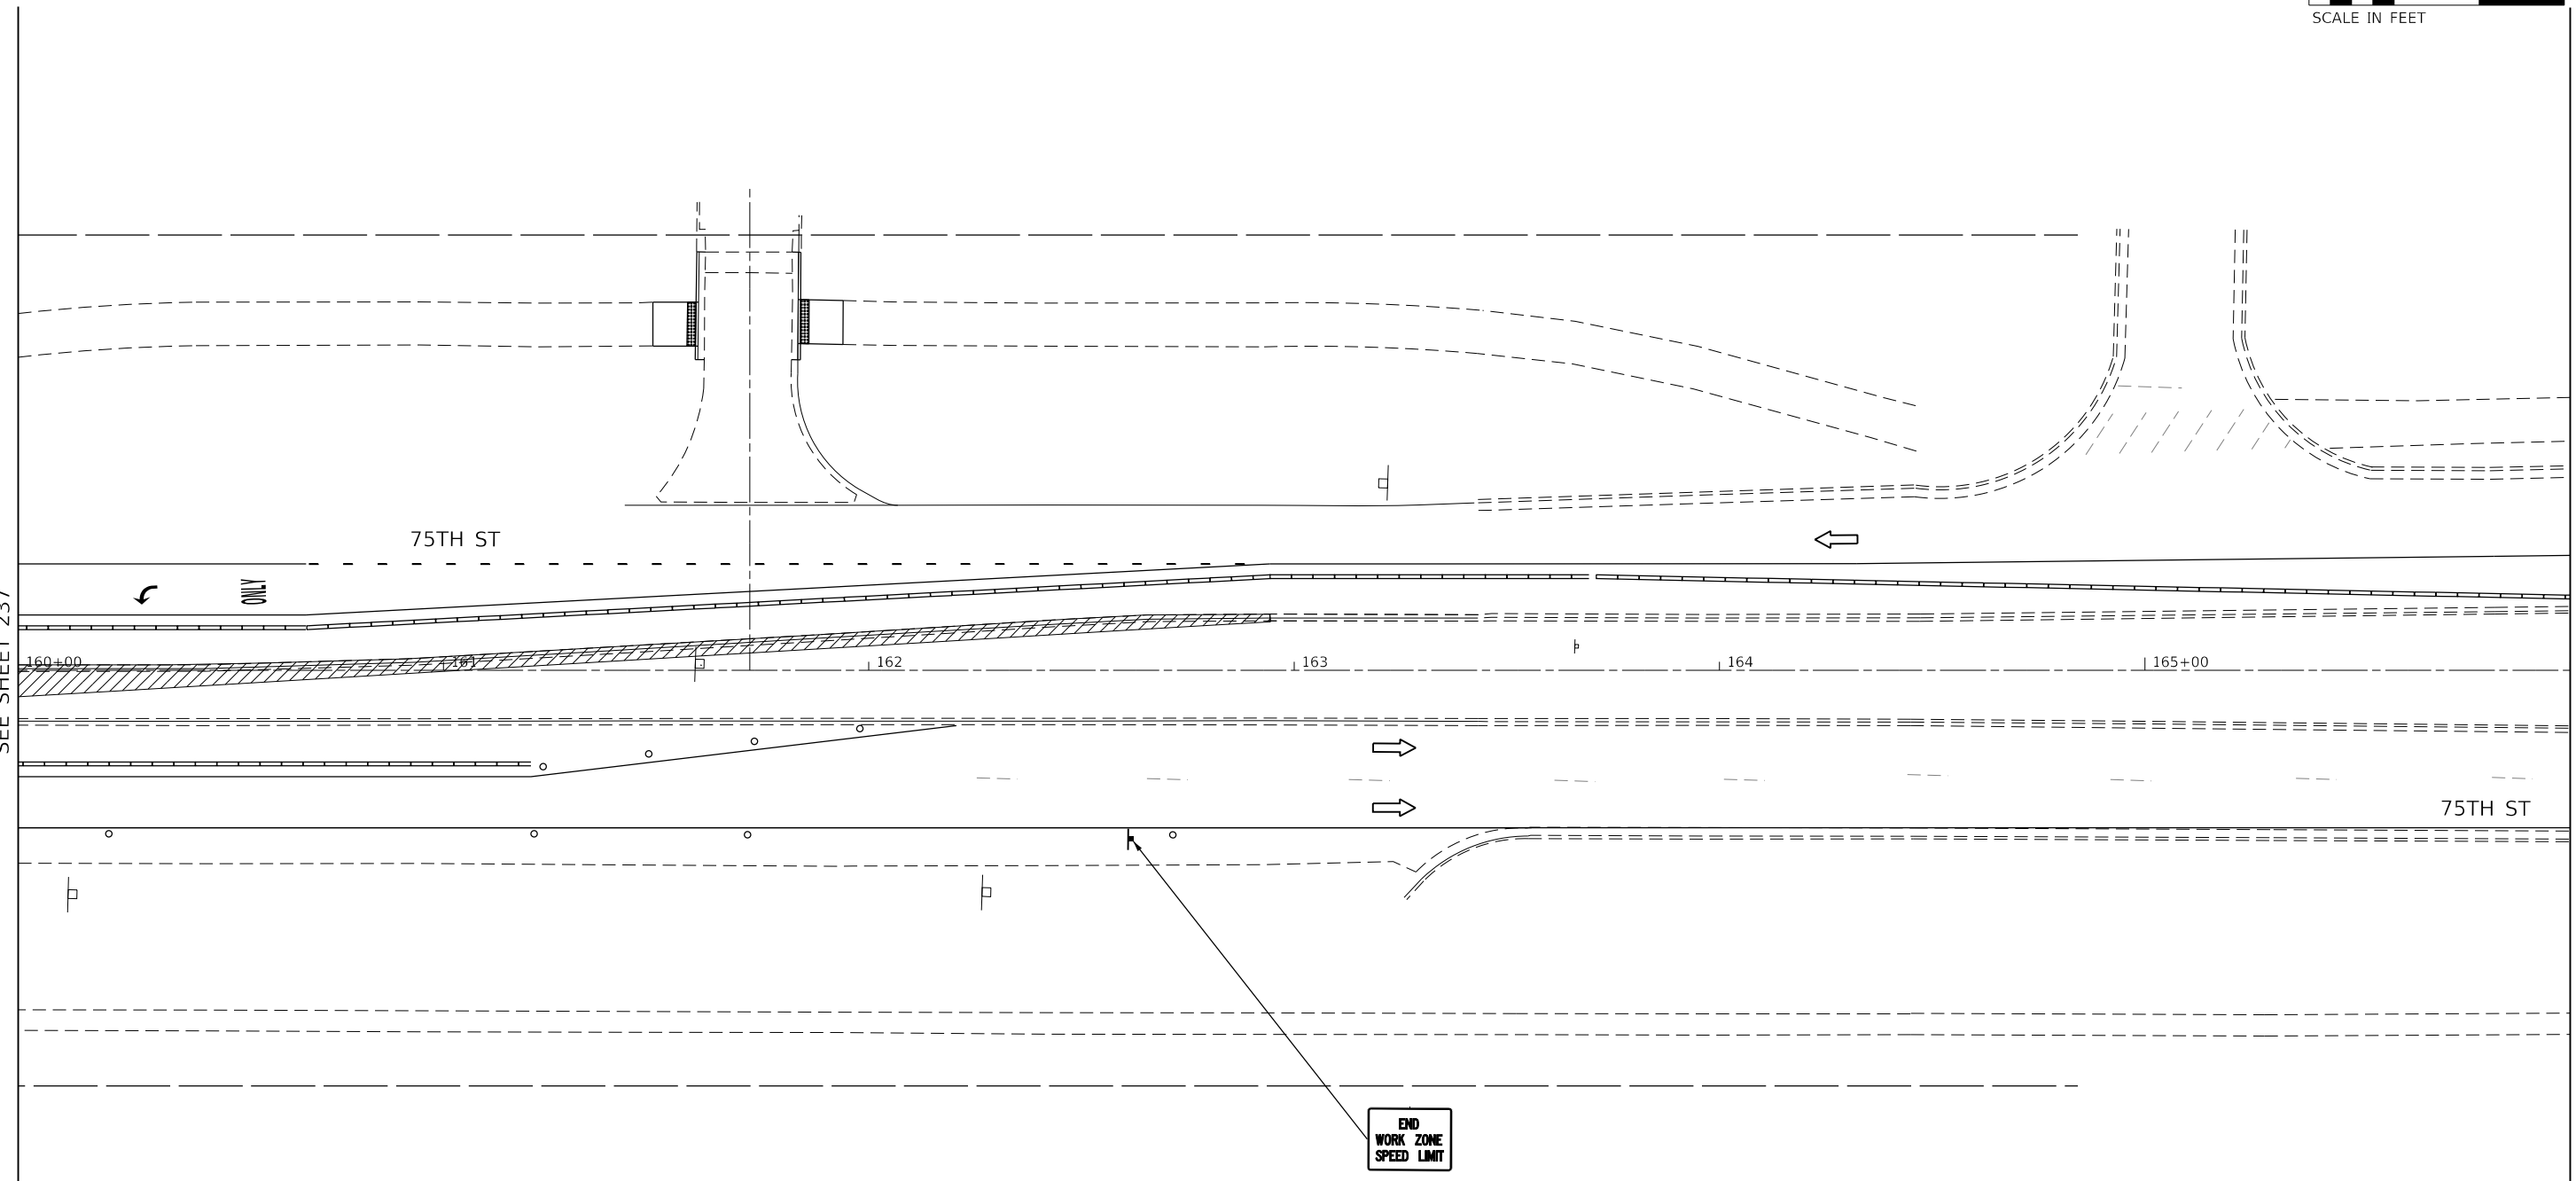 SCALE IN FEET
75TH ST
ONLY
SEE SHEET 237
160+00
161
162
163
164
165+00
75TH ST
END
WORK ZONE
SPEED LIMIT